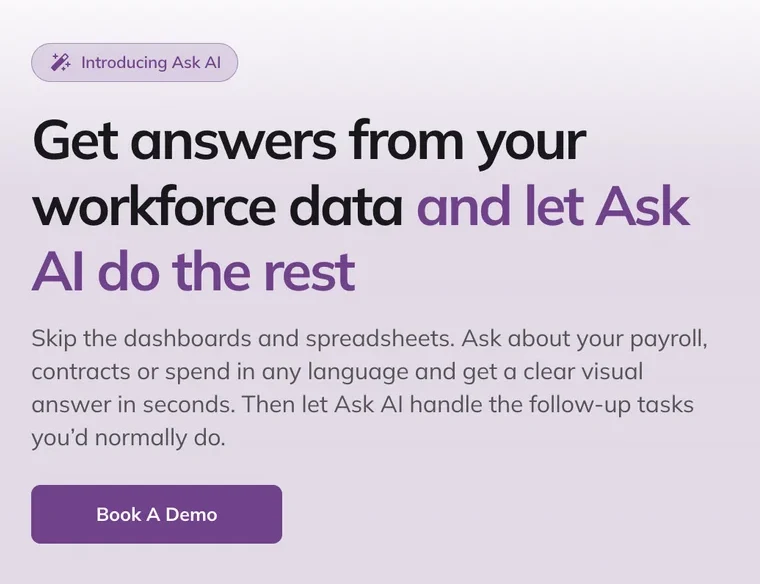 Introducing Ask AI
Get answers from your
workforce data and let Ask
AI do the rest
Skip the dashboards and spreadsheets. Ask about your payroll,
contracts or spend in any language and get a clear visual
answer in seconds. Then let Ask AI handle the follow-up tasks
you’d normally do.
Book A Demo